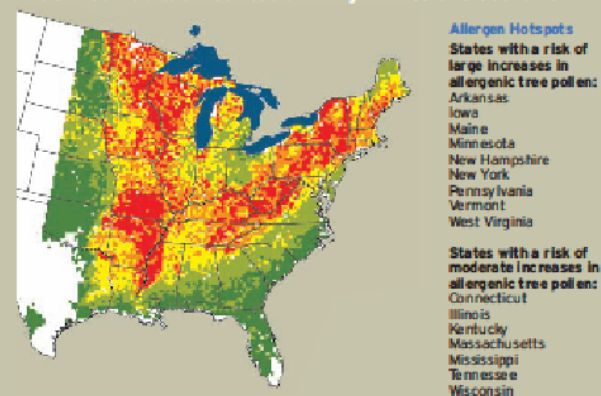 Allergen Hotspots
States with a risk of
large increases in
allergenic tree pollen:
Arkansas
Iowa
Maine
Minnesota
New Hampshire
New York
Pennsylvania
Vermont
West Virginia
States with a risk of
moderate increases in
allergenic tree pollen:
Connecticut
Illinois
Kentucky
Massachusetts
Mississippi
Tennessee
Wisconsin